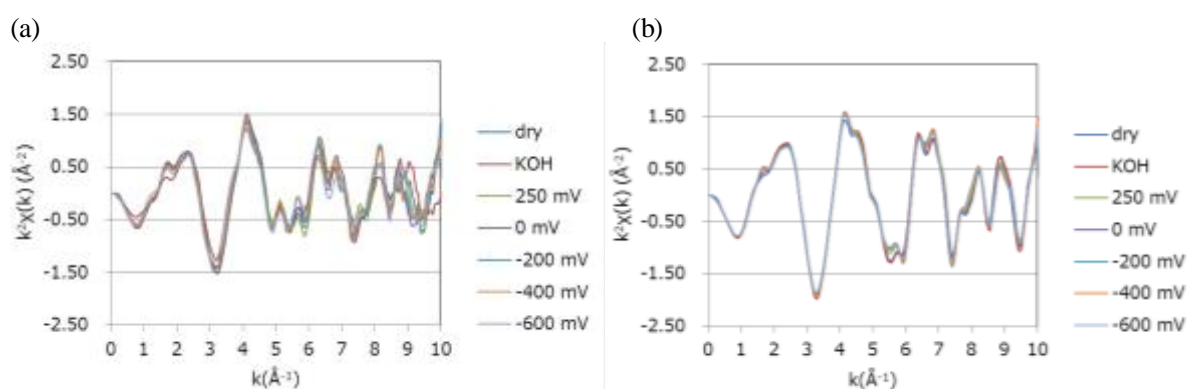 (a)
k²χ(k) (Å⁻²)
2.50
1.50
0.50
-0.50
-1.50
-2.50
0 1 2 3 4 5 6 7 8 9 10
k(Å⁻¹)
dry
KOH
250 mV
0 mV
-200 mV
-400 mV
-600 mV
(b)
k²χ(k) (Å⁻²)
2.50
1.50
0.50
-0.50
-1.50
-2.50
0 1 2 3 4 5 6 7 8 9 10
k(Å⁻¹)
dry
KOH
250 mV
0 mV
-200 mV
-400 mV
-600 mV